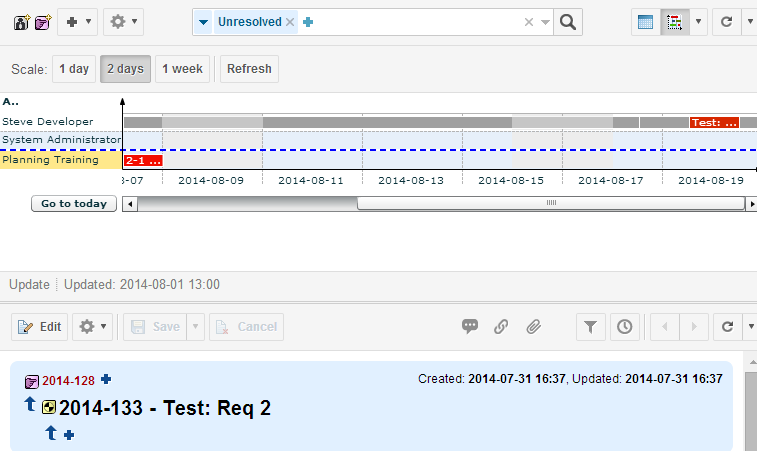 Unresolved
Scale: 1 day 2 days 1 week Refresh
A..
Steve Developer Test: ...
System Administrator
Planning Training 2-1 ...
3-07 2014-08-09 2014-08-11 2014-08-13 2014-08-15 2014-08-17 2014-08-19
Go to today
Update Updated: 2014-08-01 13:00
Edit Save Cancel
2014-128 Created: 2014-07-31 16:37, Updated: 2014-07-31 16:37
2014-133 - Test: Req 2